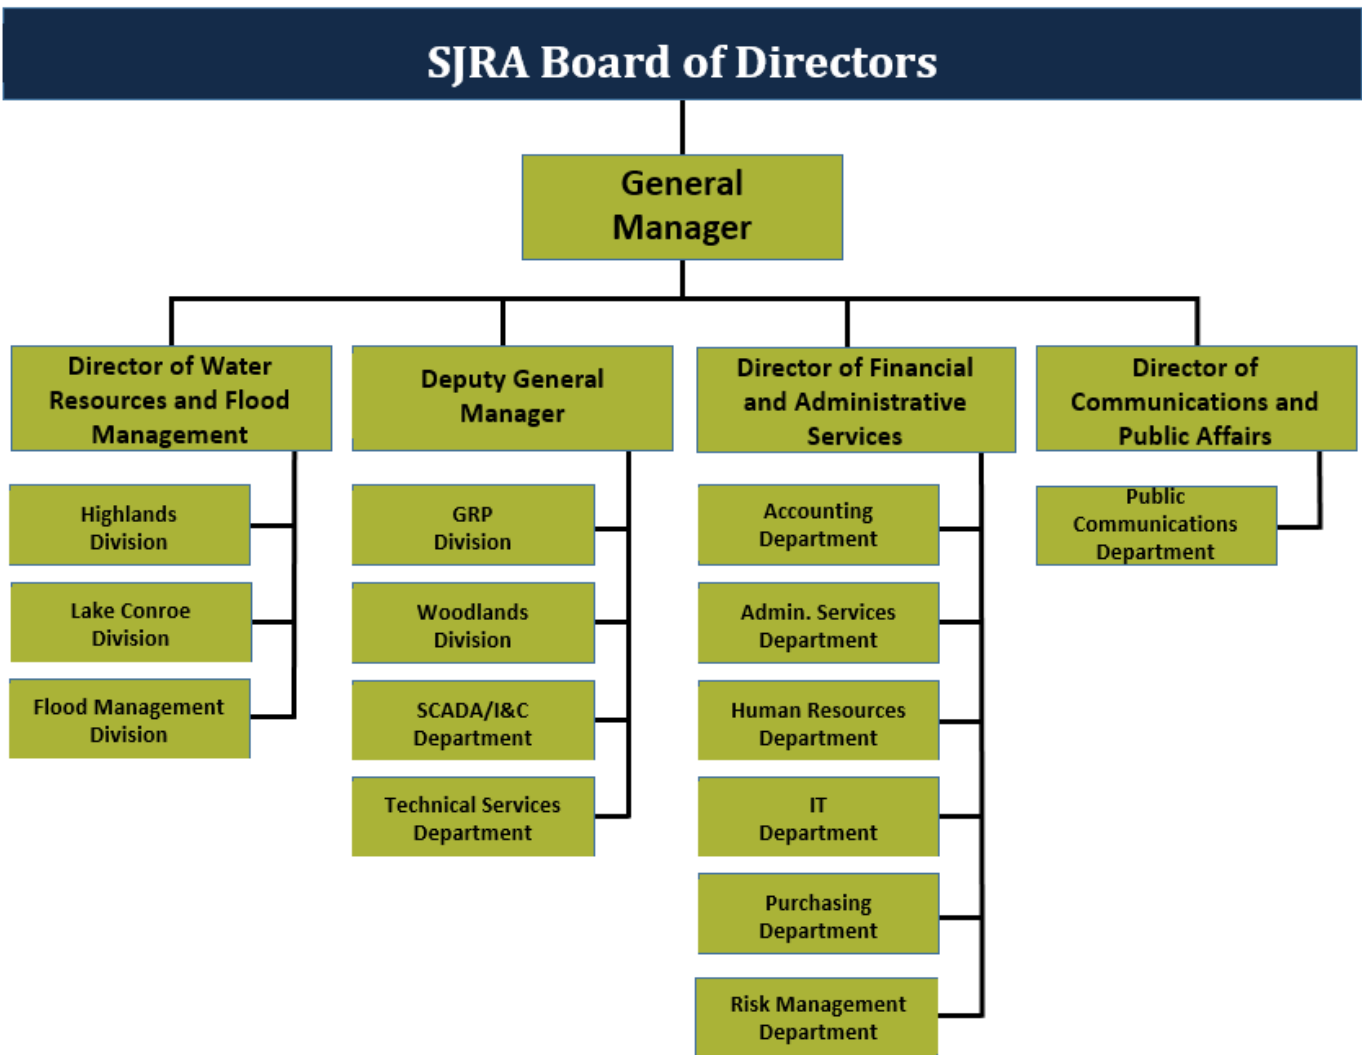 SJRA Board of Directors
General
Manager
Director of Water
Resources and Flood
Management
Highlands
Division
Lake Conroe
Division
Flood Management
Division
Deputy General
Manager
GRP
Division
Woodlands
Division
SCADA/I&C
Department
Technical Services
Department
Director of Financial
and Administrative
Services
Accounting
Department
Admin. Services
Department
Human Resources
Department
IT
Department
Purchasing
Department
Risk Management
Department
Director of
Communications and
Public Affairs
Public
Communications
Department